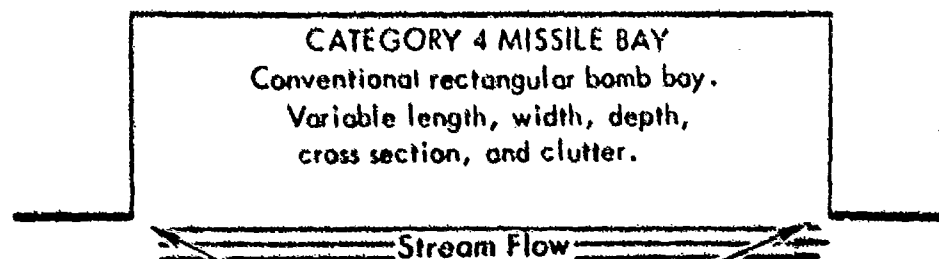 CATEGORY 4 MISSILE BAY
Conventional rectangular bomb bay.
Variable length, width, depth,
cross section, and clutter.
Stream Flow